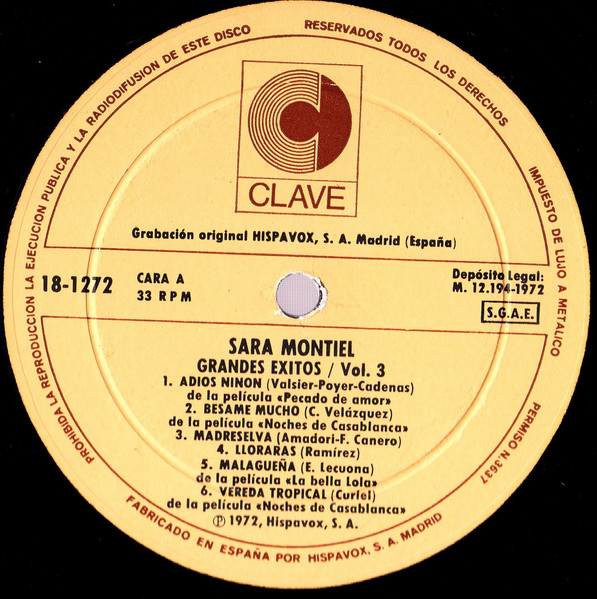 PROHIBIDA LA REPRODUCCION LA EJECUCION PUBLICA Y LA RADIODIFUSION DE ESTE DISCO
RESERVADOS TODOS LOS DERECHOS
IMPUESTO DE LUJO A METALICO
PERMISO N.3637
CLAVE
Grabación original HISPAVOX, S. A. Madrid (España)
18-1272
CARA A
33 RPM
Depósito Legal:
M. 12.194-1972
S.G.A.E.
SARA MONTIEL
GRANDES EXITOS / Vol. 3
1. ADIOS NINON (Valsier-Poyer-Cadenas)
de la película «Pecado de amor»
2. BESAME MUCHO (C. Velázquez)
de la película «Noches de Casablanca»
3. MADRESELVA (Amadori-F. Canero)
4. LLORARAS (Ramírez)
5. MALAGUEÑA (E. Lecuona)
de la película «La bella Lola»
6. VEREDA TROPICAL (Curiel)
de la película «Noches de Casablanca»
Ⓟ 1972, Hispavox, S. A.
FABRICADO EN ESPAÑA POR HISPAVOX, S. A. MADRID